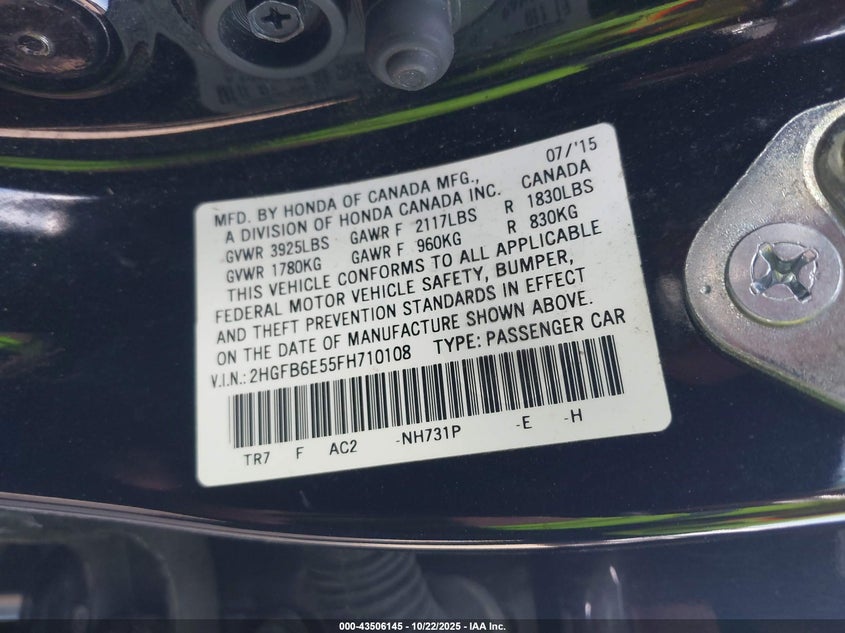 07/'15
MFD. BY HONDA OF CANADA MFG.,
A DIVISION OF HONDA CANADA INC. CANADA
GVWR 3925LBS GAWR F 2117LBS R 1830LBS
GVWR 1780KG GAWR F 960KG R 830KG
THIS VEHICLE CONFORMS TO ALL APPLICABLE
FEDERAL MOTOR VEHICLE SAFETY, BUMPER,
AND THEFT PREVENTION STANDARDS IN EFFECT
ON THE DATE OF MANUFACTURE SHOWN ABOVE.
V.I.N.: 2HGFB6E55FH710108 TYPE: PASSENGER CAR
TR7 F AC2 -NH731P -E -H
000-43506145 - 10/22/2025 - IAA Inc.